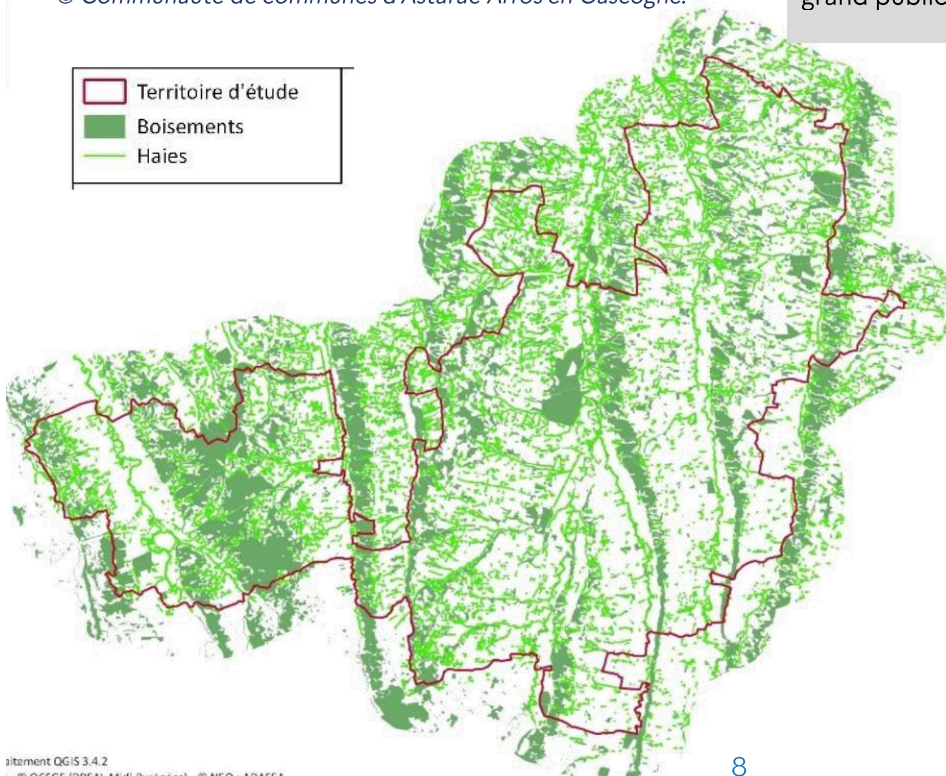 © Communauté de communes d'Astarac Arros en Gascogne.
grand public
Territoire d'étude
Boisements
Haies
aitement QGIS 3.4.2
8